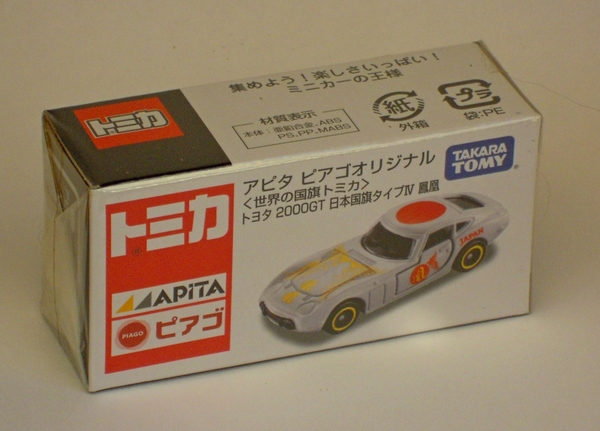 集めよう!楽しさいっぱい!
ミニカーの王様
トミカ
材質表示
本体:亜鉛合金、ABS
PS、PP、MABS
紙
外箱
プラ
袋:PE
トミカ
アピタ ピアゴオリジナル
<世界の国旗トミカ>
トヨタ 2000GT 日本国旗タイプⅣ 鳳凰
TAKARA
TOMY
APiTA
PIAGO
ピアゴ
JAPAN